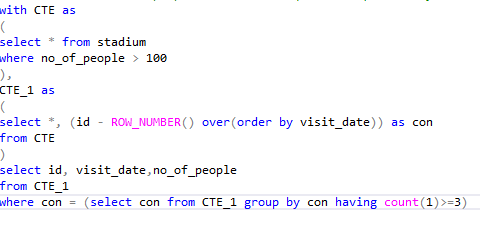 with CTE as
(
select * from stadium
where no_of_people > 100
),
CTE_1 as
(
select *, (id - ROW_NUMBER() over(order by visit_date)) as con
from CTE
)
select id, visit_date,no_of_people
from CTE_1
where con = (select con from CTE_1 group by con having count(1)>=3)